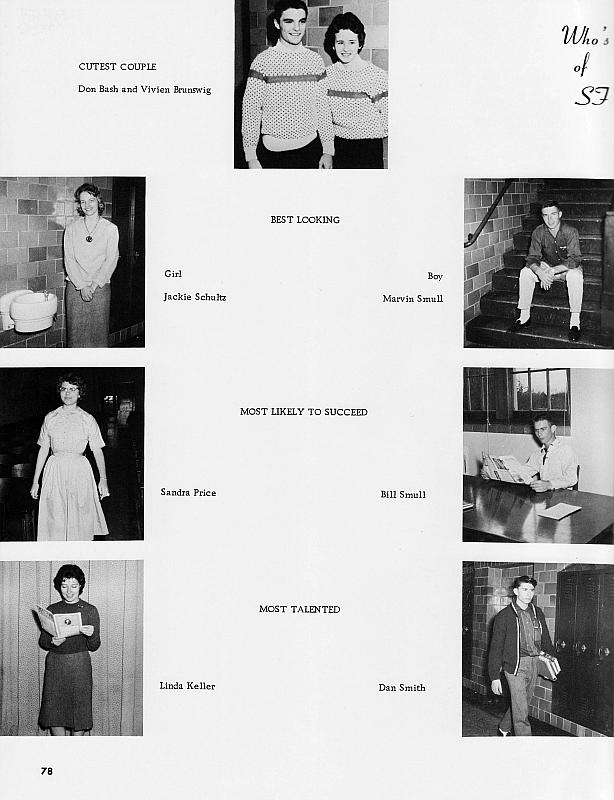 Who's
of
SF
CUTEST COUPLE
Don Bash and Vivien Brunswig
BEST LOOKING
Girl
Jackie Schultz
Boy
Marvin Smull
MOST LIKELY TO SUCCEED
Sandra Price
Bill Smull
MOST TALENTED
Linda Keller
Dan Smith
78